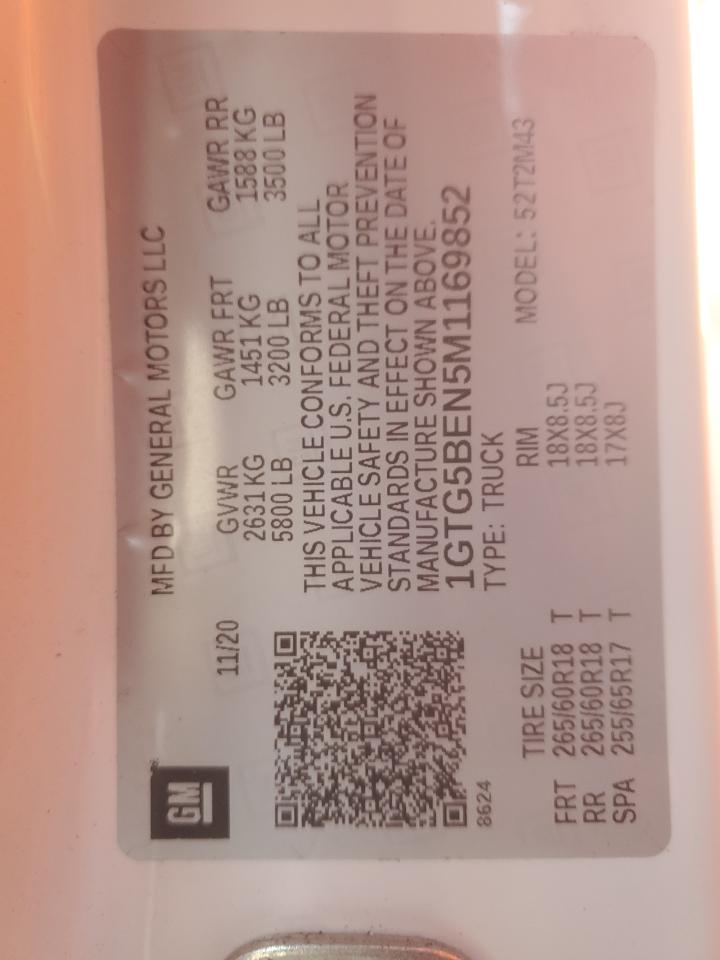 GM
MFD BY GENERAL MOTORS LLC
11/20
GVWR GAWR FRT GAWR RR
2631 KG 1451 KG 1588 KG
5800 LB 3200 LB 3500 LB
THIS VEHICLE CONFORMS TO ALL
APPLICABLE U.S. FEDERAL MOTOR
VEHICLE SAFETY AND THEFT PREVENTION
STANDARDS IN EFFECT ON THE DATE OF
MANUFACTURE SHOWN ABOVE.
1GTG5BEN5M1169852
8624
TYPE: TRUCK
TIRE SIZE RIM MODEL: 52T2M43
FRT 265/60R18 T 18X8.5J
RR 265/60R18 T 18X8.5J
SPA 255/65R17 T 17X8J